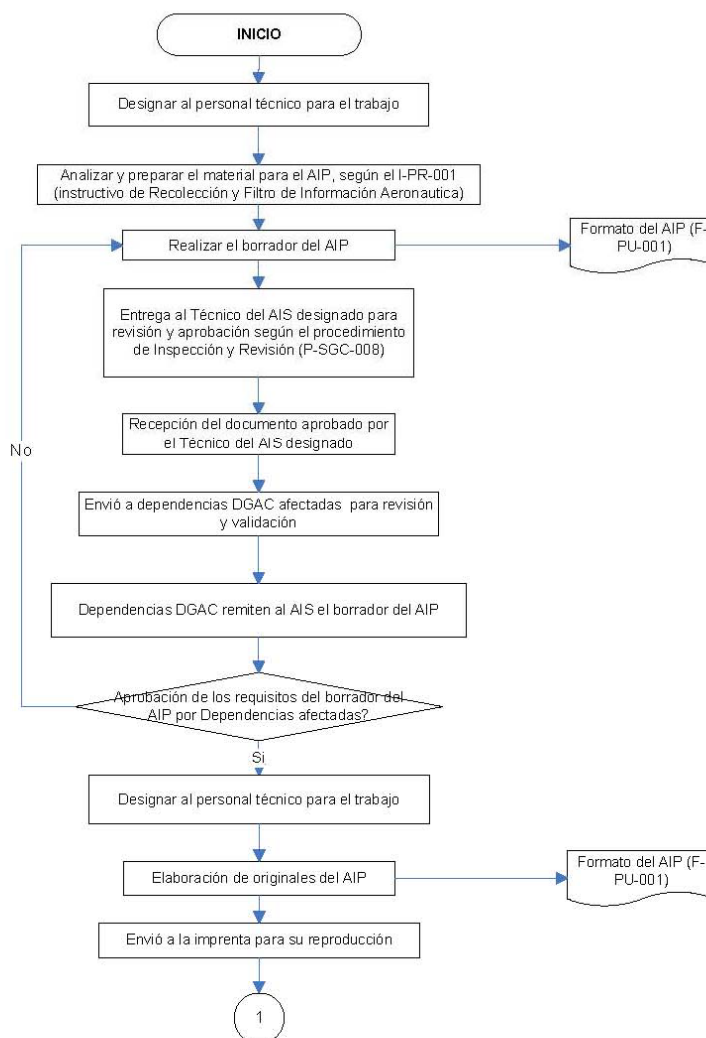 INICIO
Designar al personal técnico para el trabajo
Analizar y preparar el material para el AIP, según el I-PR-001
(instructivo de Recolección y Filtro de Información Aeronautica)
Realizar el borrador del AIP
Formato del AIP (F-
PU-001)
Entrega al Técnico del AIS designado para
revisión y aprobación según el procedimiento
de Inspección y Revisión (P-SGC-008)
Recepción del documento aprobado por
el Técnico del AIS designado
No
Envió a dependencias DGAC afectadas para revisión
y validación
Dependencias DGAC remiten al AIS el borrador del AIP
Aprobación de los requisitos del borrador del
AIP por Dependencias afectadas?
Si
Designar al personal técnico para el trabajo
Elaboración de originales del AIP
Formato del AIP (F-
PU-001)
Envió a la imprenta para su reproducción
1